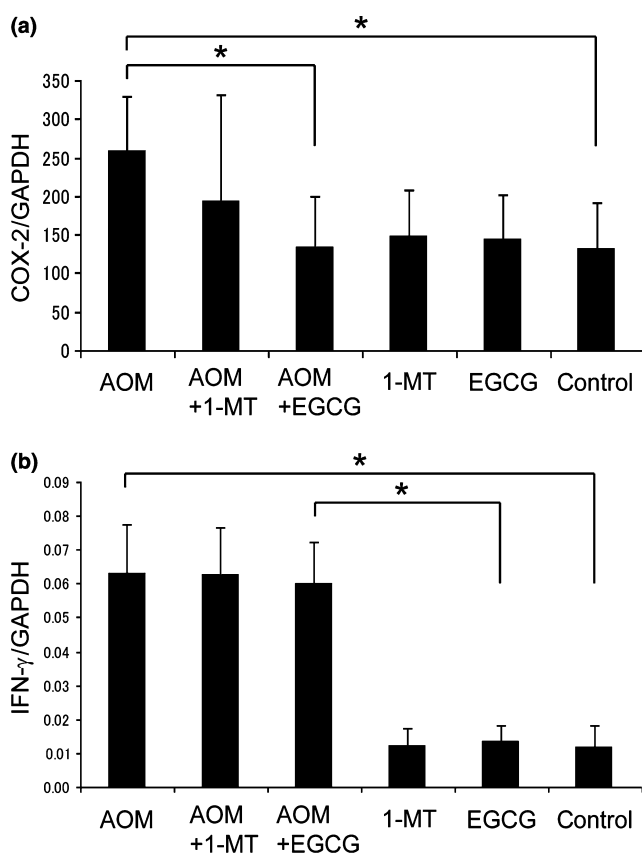 (a)
*
*
COX-2/GAPDH
350
300
250
200
150
100
50
0
AOM
AOM
+1-MT
AOM
+EGCG
1-MT
EGCG
Control
(b)
*
*
IFN-γ/GAPDH
0.09
0.08
0.07
0.06
0.05
0.04
0.03
0.02
0.01
0.00
AOM
AOM
+1-MT
AOM
+EGCG
1-MT
EGCG
Control